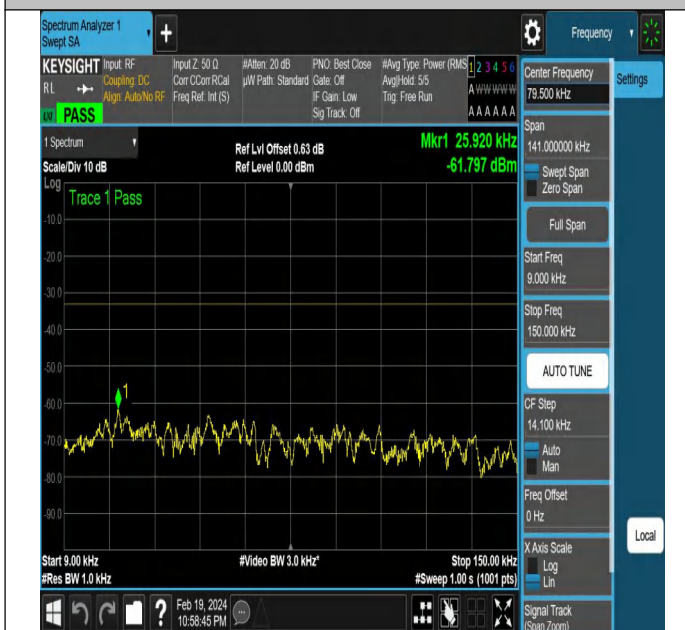 Spectrum Analyzer 1
Swept SA
+
Frequency
KEYSIGHT
RL
PASS
Input: RF
Coupling: DC
Align: Auto/No RF
Input Z: 50 Ω
Corr CCorr RCal
Freq Ref: Int (S)
#Atten: 20 dB
µW Path: Standard
PNO: Best Close
Gate: Off
IF Gain: Low
Sig Track: Off
#Avg Type: Power (RMS
Avg|Hold: 5/5
Trig: Free Run
1 2 3 4 5 6
A W W W W W
A A A A A A
Center Frequency
79.500 kHz
Settings
Span
141.000000 kHz
Swept Span
Zero Span
Full Span
Start Freq
9.000 kHz
Stop Freq
150.000 kHz
AUTO TUNE
CF Step
14.100 kHz
Auto
Man
Freq Offset
0 Hz
X Axis Scale
Log
Lin
Signal Track
(Span Zoom)
Local
1 Spectrum
Scale/Div 10 dB
Ref Lvl Offset 0.63 dB
Ref Level 0.00 dBm
Mkr1 25.920 kHz
-61.797 dBm
Log
Trace 1 Pass
-10.0
-20.0
-30.0
-40.0
-50.0
-60.0
-70.0
-80.0
-90.0
1
Start 9.00 kHz
#Res BW 1.0 kHz
#Video BW 3.0 kHz*
Stop 150.00 kHz
#Sweep 1.00 s (1001 pts)
?
Feb 19, 2024
10:58:45 PM